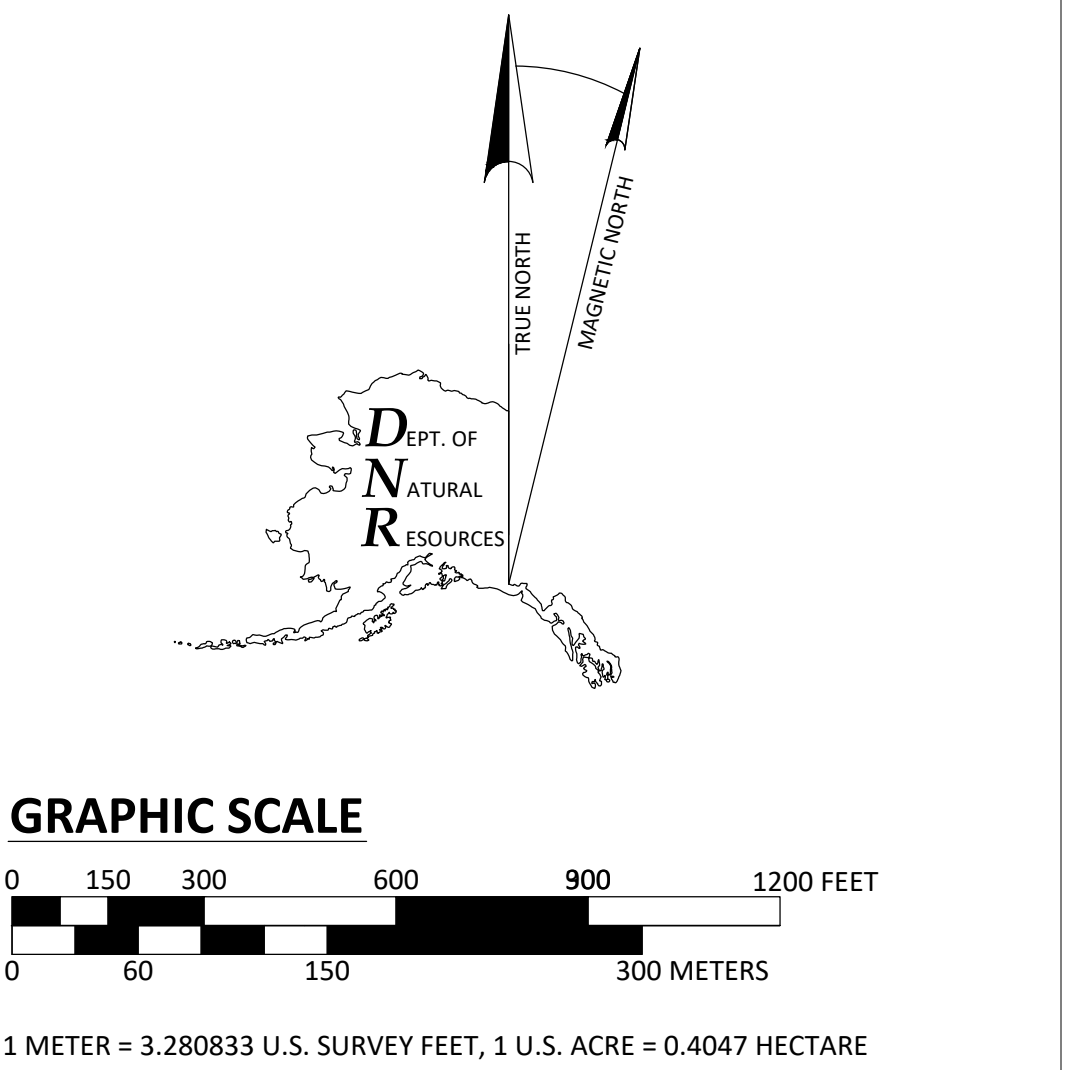 TRUE NORTH
MAGNETIC NORTH
DEPT. OF
NATURAL
RESOURCES
GRAPHIC SCALE
0 150 300 600 900 1200 FEET
0 60 150 300 METERS
1 METER = 3.280833 U.S. SURVEY FEET, 1 U.S. ACRE = 0.4047 HECTARE